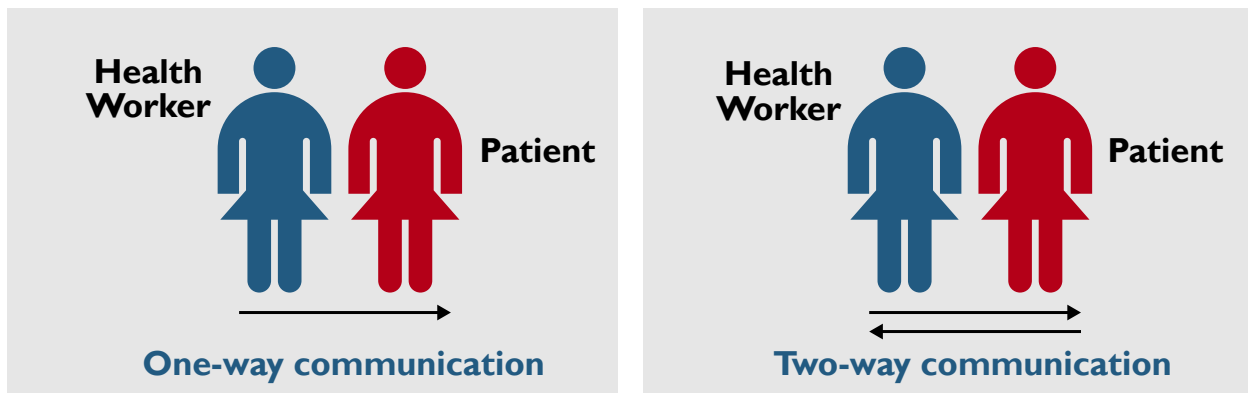 Health
Worker
Patient
One-way communication
Health
Worker
Patient
Two-way communication